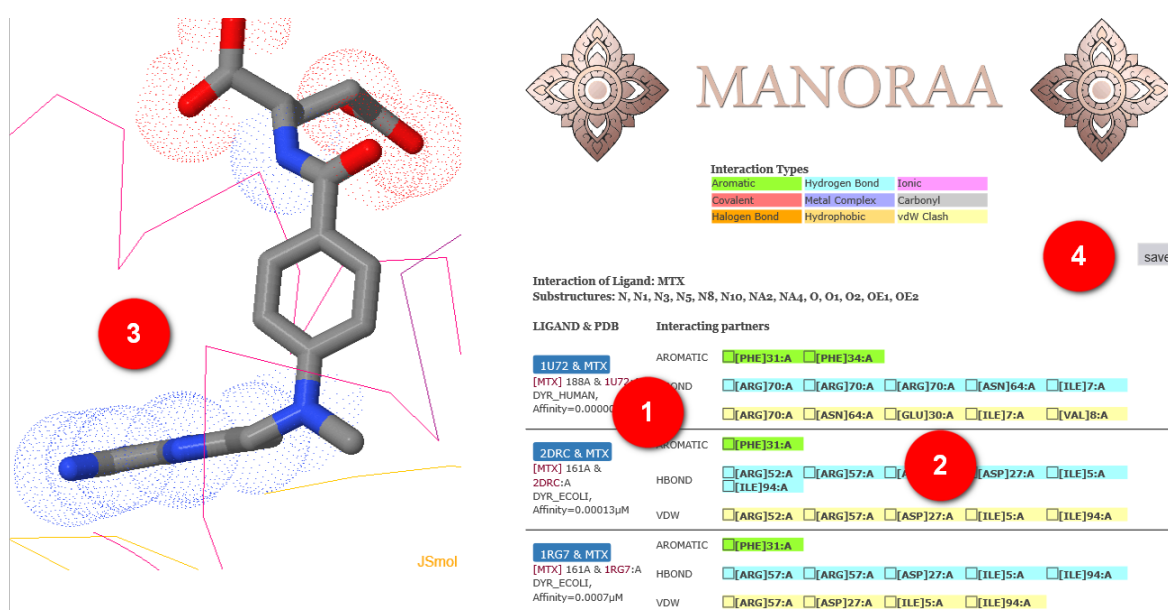 MANORAA
Interaction Types
Aromatic Hydrogen Bond Ionic
Covalent Metal Complex Carbonyl
Halogen Bond Hydrophobic vdW Clash
4
save
Interaction of Ligand: MTX
Substructures: N, N1, N3, N5, N8, N10, NA2, NA4, O, O1, O2, OE1, OE2
LIGAND & PDB Interacting partners
1U72 & MTX
[MTX] 188A & 1U72:
DYR_HUMAN,
AROMATIC [PHE]31:A [PHE]34:A
[ARG]70:A [ARG]70:A [ARG]70:A [ASN]64:A [ILE]7:A
[ARG]70:A [ASN]64:A [GLU]30:A [ILE]7:A [VAL]8:A
1
2DRC & MTX
[MTX] 161A &
2DRC:A
DYR_ECOLI,
Affinity=0.00013µM
AROMATIC [PHE]31:A
HBOND [ARG]52:A [ARG]57:A [ASP]27:A [ILE]5:A
[ILE]94:A
VDW [ARG]52:A [ARG]57:A [ASP]27:A [ILE]5:A [ILE]94:A
2
1RG7 & MTX
[MTX] 161A & 1RG7:A
DYR_ECOLI,
Affinity=0.0007µM
AROMATIC [PHE]31:A
HBOND [ARG]57:A [ARG]57:A [ASP]27:A [ILE]5:A [ILE]94:A
VDW [ARG]57:A [ASP]27:A [ILE]5:A [ILE]94:A
3
JSmol